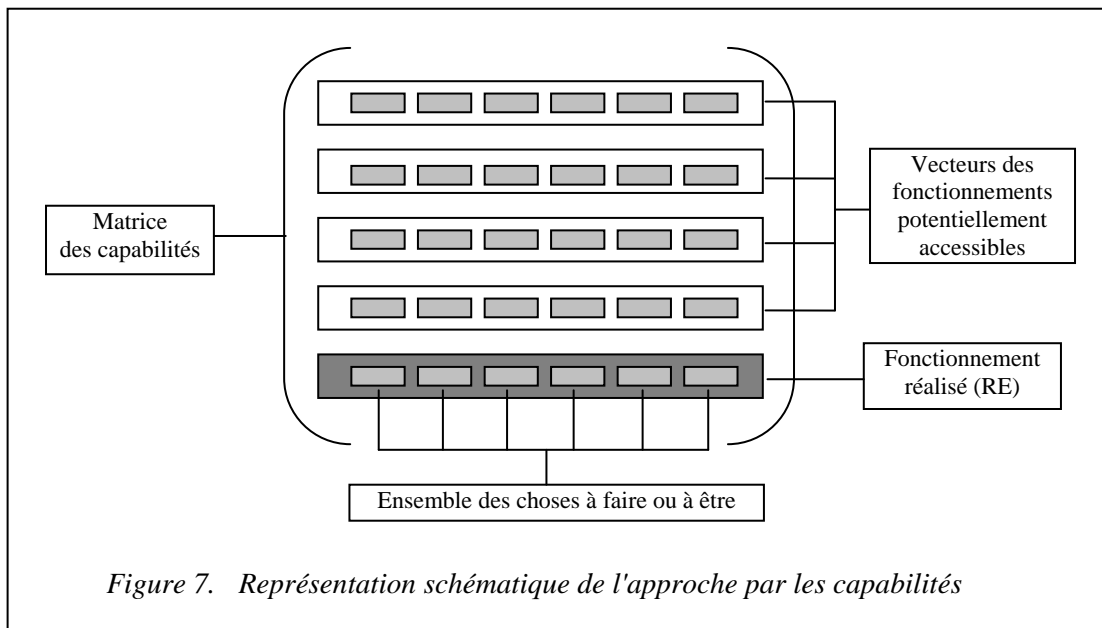 Matrice
des capabilités
Vecteurs des
fonctionnements
potentiellement
accessibles
Fonctionnement
réalisé (RE)
Ensemble des choses à faire ou à être
Figure 7. Représentation schématique de l'approche par les capabilités